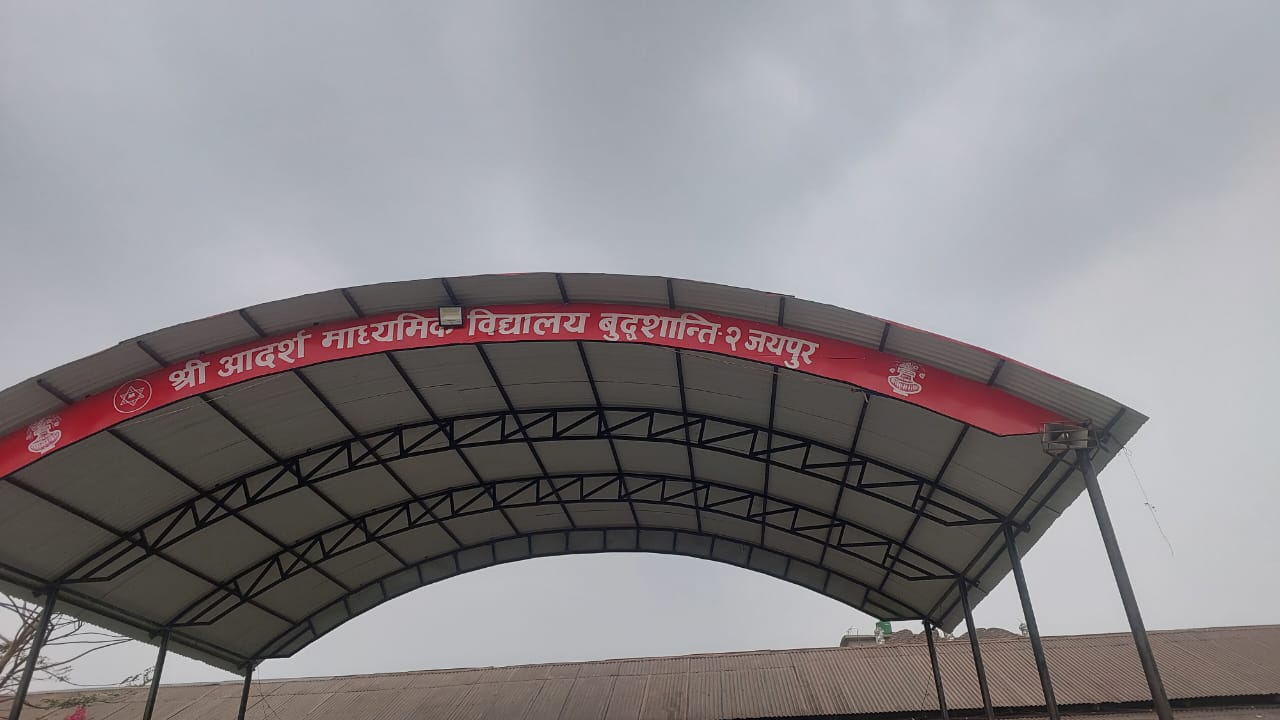 श्री आदर्श माध्यमिक विद्यालय बुद्धशान्ति-२ जयपुर